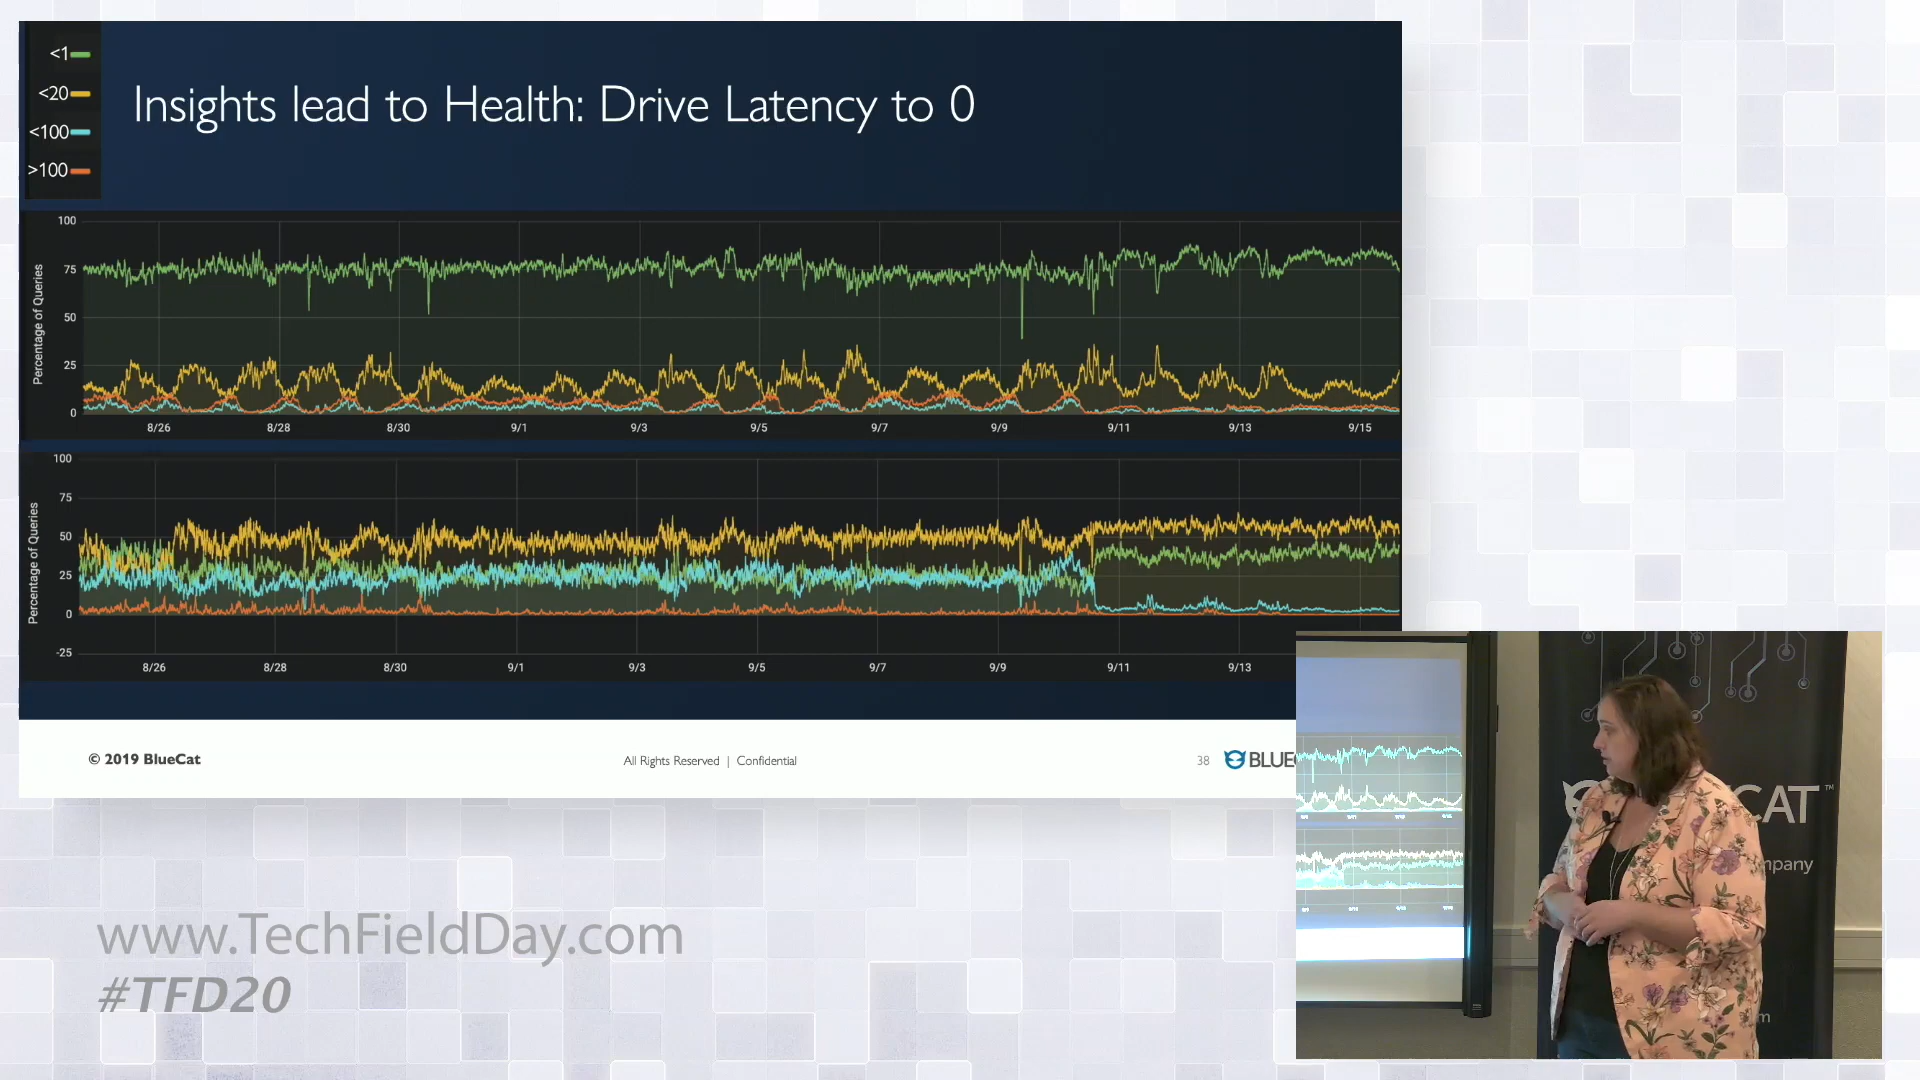 <1
<20
<100
>100
Insights lead to Health: Drive Latency to 0
Percentage of Queries
100
75
50
25
0
8/26 8/28 8/30 9/1 9/3 9/5 9/7 9/9 9/11 9/13 9/15
Percentage of Queries
100
75
50
25
0
-25
8/26 8/28 8/30 9/1 9/3 9/5 9/7 9/9 9/11 9/13
© 2019 BlueCat
All Rights Reserved | Confidential
38
BLUEC
CAT™
mpany
m
www.TechFieldDay.com
#TFD20